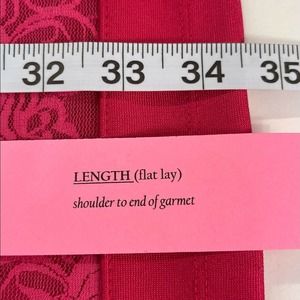 32 33 34 35
LENGTH (flat lay)
shoulder to end of garmet